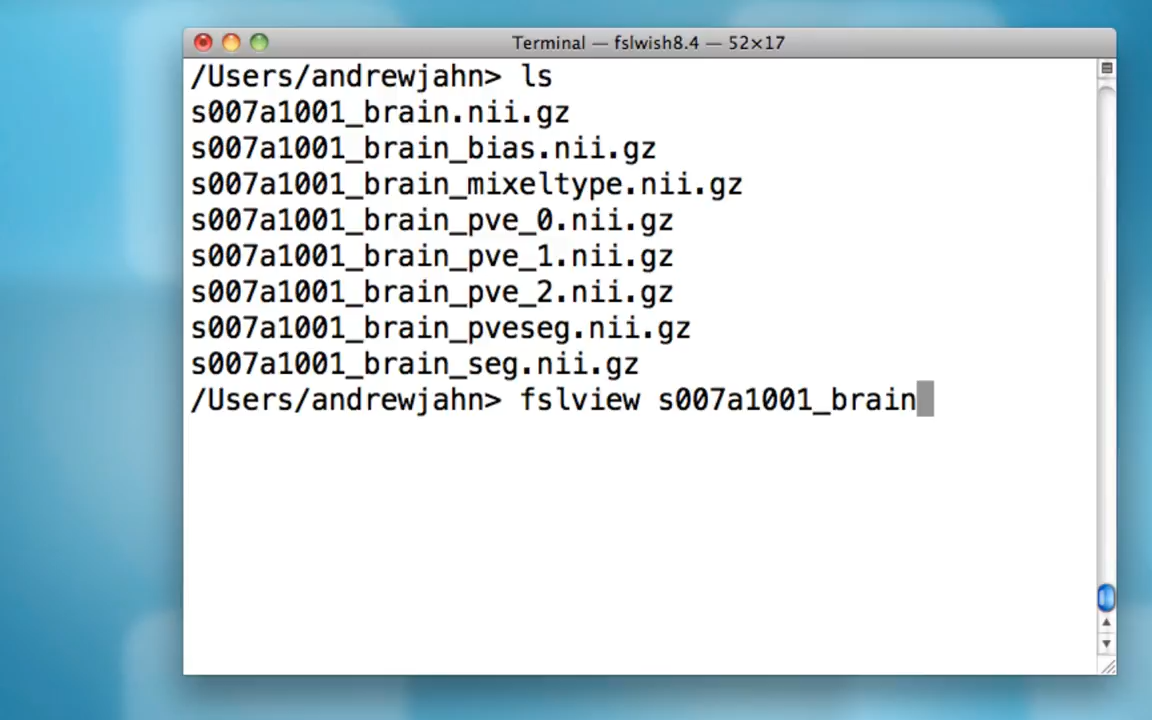 Terminal — fslwish8.4 — 52×17
/Users/andrewjahn> ls
s007a1001_brain.nii.gz
s007a1001_brain_bias.nii.gz
s007a1001_brain_mixeltype.nii.gz
s007a1001_brain_pve_0.nii.gz
s007a1001_brain_pve_1.nii.gz
s007a1001_brain_pve_2.nii.gz
s007a1001_brain_pveseg.nii.gz
s007a1001_brain_seg.nii.gz
/Users/andrewjahn> fslview s007a1001_brain